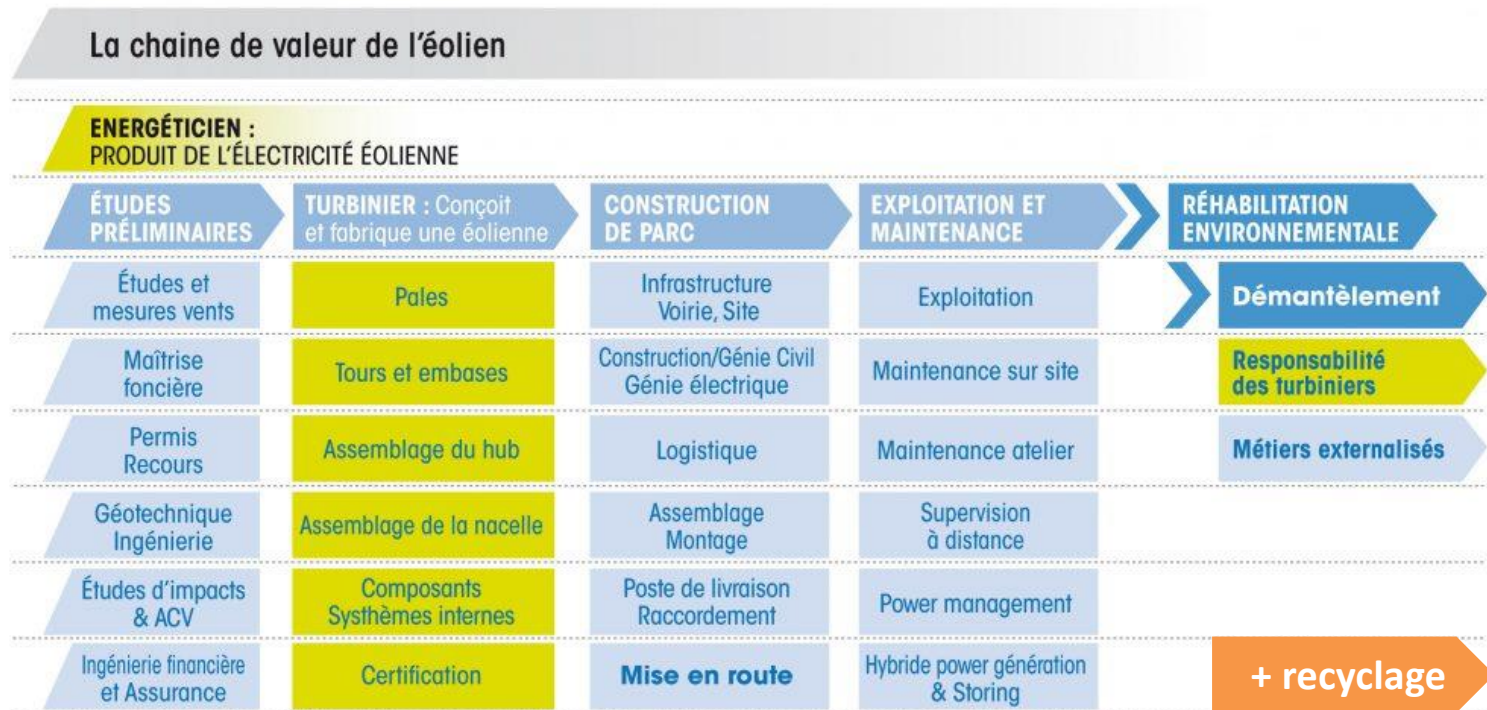 La chaine de valeur de l'éolien
ENERGÉTICIEN :
PRODUIT DE L'ÉLECTRICITÉ ÉOLIENNE
ÉTUDES
PRÉLIMINAIRES
TURBINIER : Conçoit
et fabrique une éolienne
CONSTRUCTION
DE PARC
EXPLOITATION ET
MAINTENANCE
RÉHABILITATION
ENVIRONNEMENTALE
Études et
mesures vents
Pales
Infrastructure
Voirie, Site
Exploitation
Démantèlement
Maîtrise
foncière
Tours et embases
Construction/Génie Civil
Génie électrique
Maintenance sur site
Responsabilité
des turbiniers
Permis
Recours
Assemblage du hub
Logistique
Maintenance atelier
Métiers externalisés
Géotechnique
Ingénierie
Assemblage de la nacelle
Assemblage
Montage
Supervision
à distance
Études d'impacts
& ACV
Composants
Systhèmes internes
Poste de livraison
Raccordement
Power management
Ingénierie financière
et Assurance
Certification
Mise en route
Hybride power génération
& Storing
+ recyclage